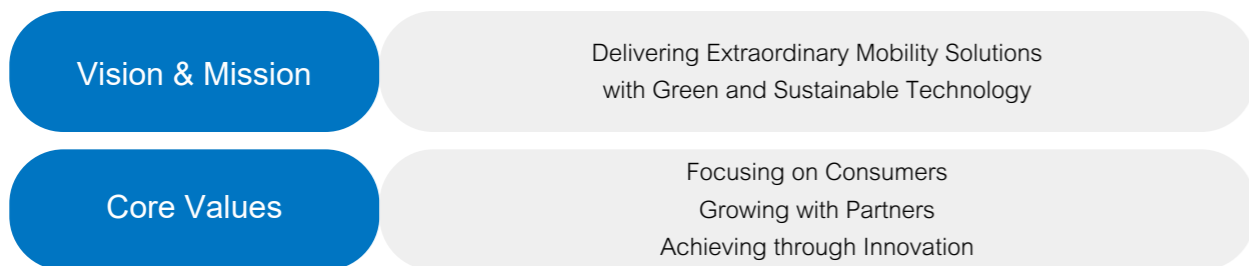 Vision & Mission
Delivering Extraordinary Mobility Solutions
with Green and Sustainable Technology
Core Values
Focusing on Consumers
Growing with Partners
Achieving through Innovation